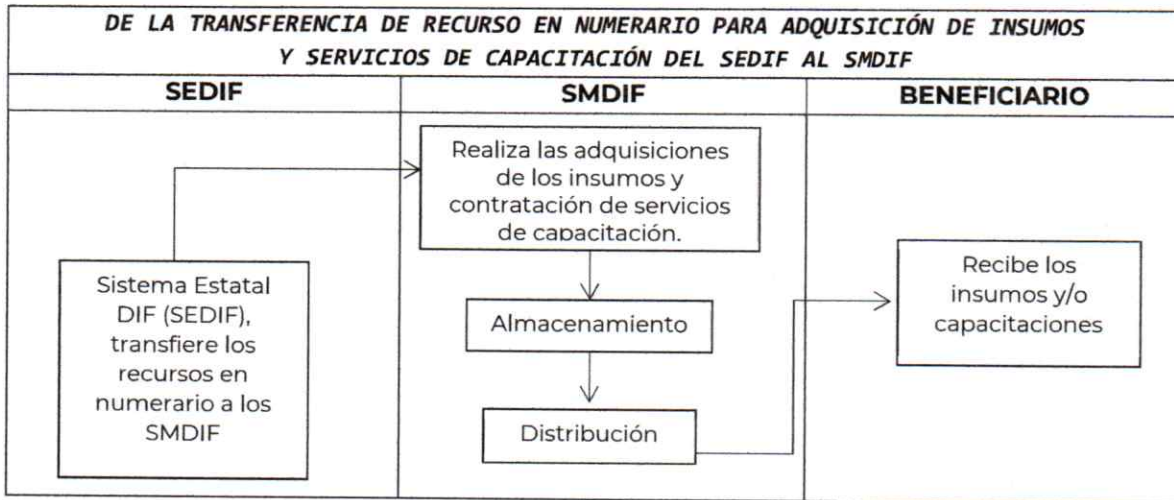 DE LA TRANSFERENCIA DE RECURSO EN NUMERARIO PARA ADQUISICIÓN DE INSUMOS
Y SERVICIOS DE CAPACITACIÓN DEL SEDIF AL SMDIF
SEDIF
SMDIF
BENEFICIARIO
Sistema Estatal
DIF (SEDIF),
transfiere los
recursos en
numerario a los
SMDIF
Realiza las adquisiciones
de los insumos y
contratación de servicios
de capacitación.
Almacenamiento
Distribución
Recibe los
insumos y/o
capacitaciones